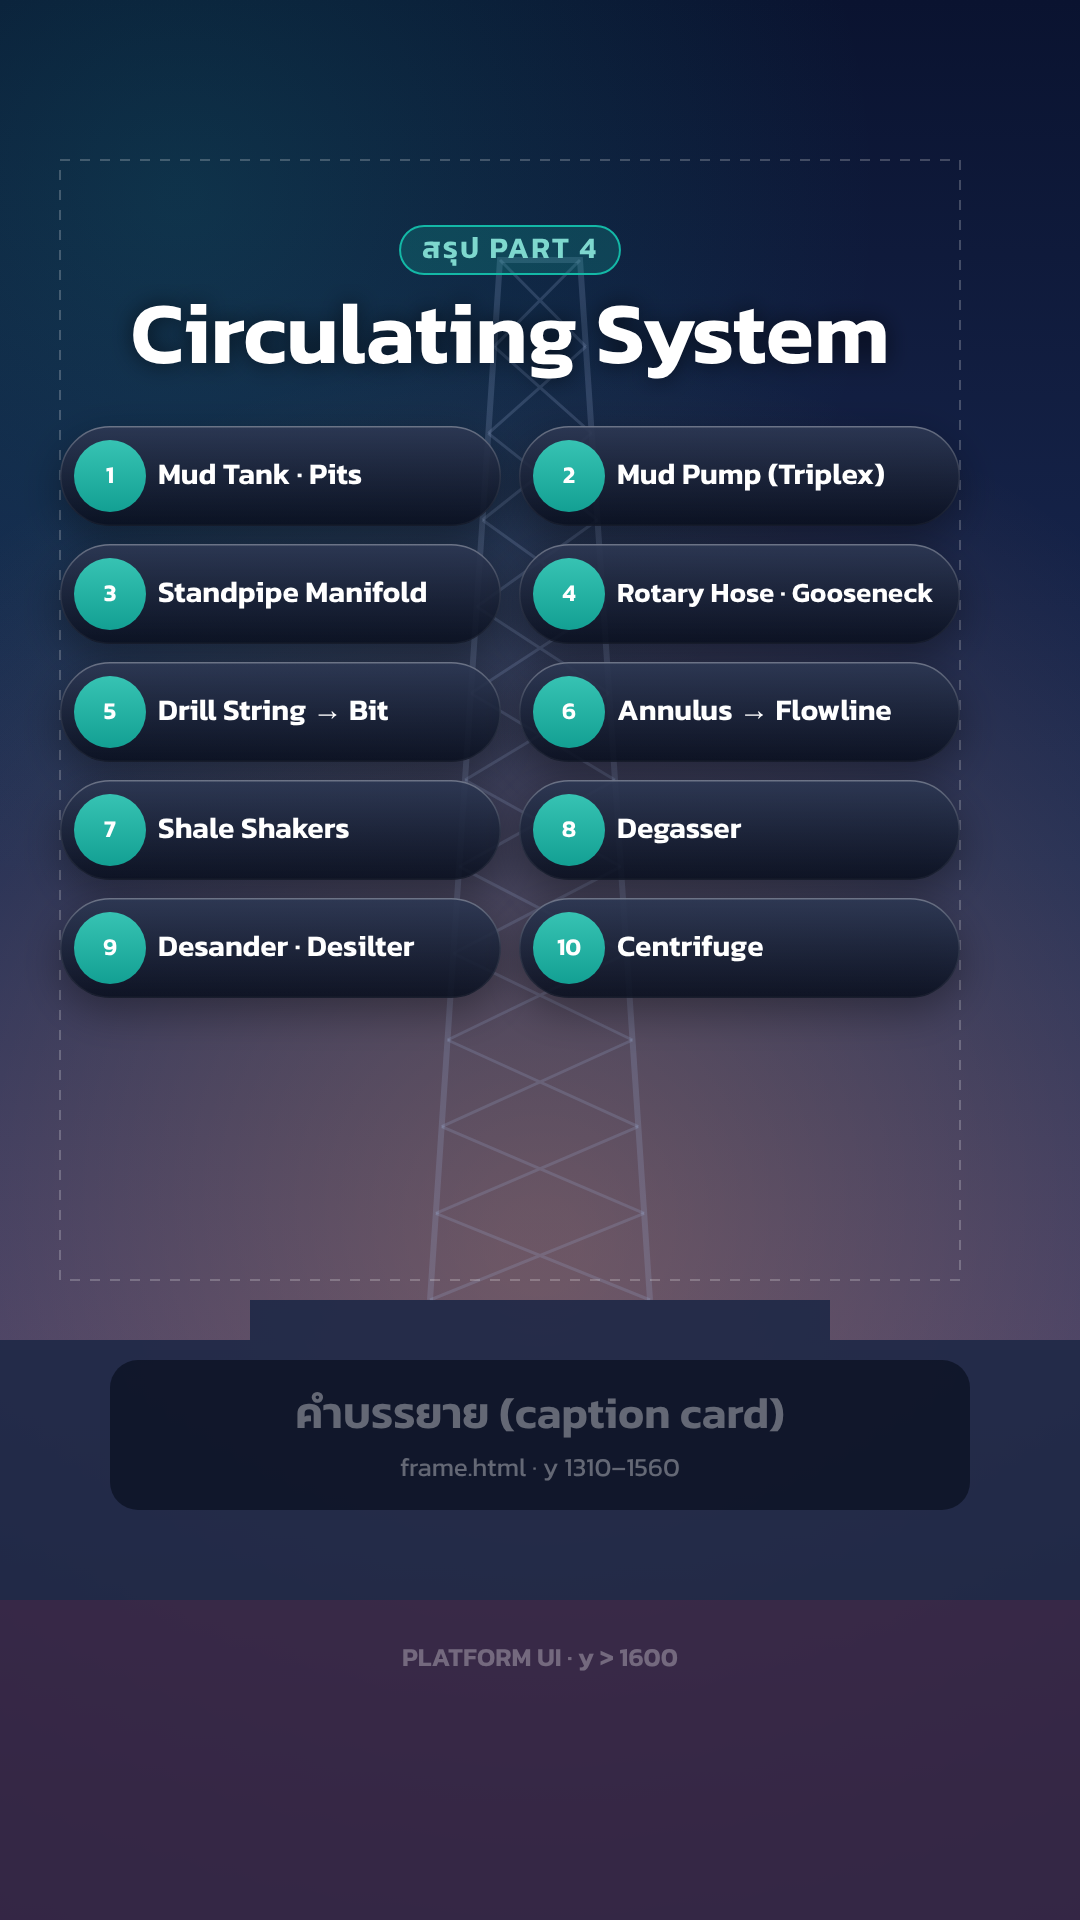 สรุป PART 4
Circulating System
1 Mud Tank · Pits
2 Mud Pump (Triplex)
3 Standpipe Manifold
4 Rotary Hose · Gooseneck
5 Drill String → Bit
6 Annulus → Flowline
7 Shale Shakers
8 Degasser
9 Desander · Desilter
10 Centrifuge
คำบรรยาย (caption card)
frame.html · y 1310–1560
PLATFORM UI · y > 1600